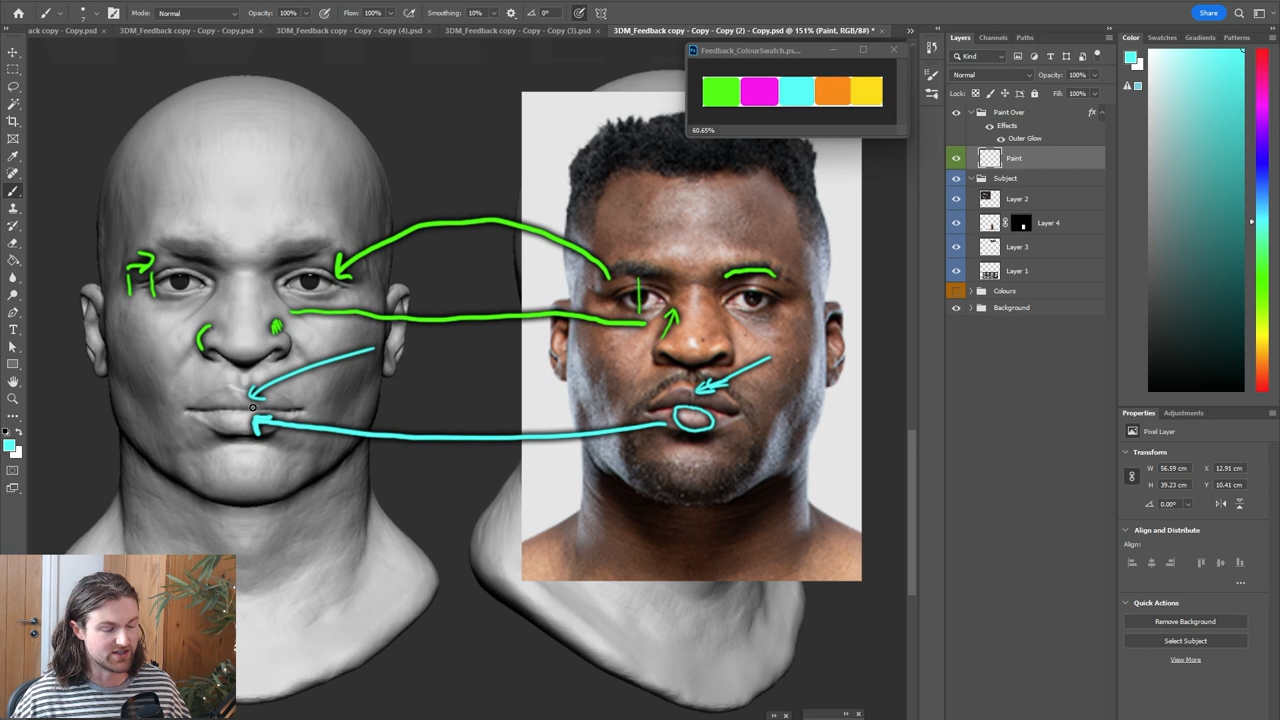 Mode: Normal Opacity: 100% Flow: 100% Smoothing: 10% 0° Share
7
ack copy - Copy.psd × 3DM_Feedback copy - Copy - Copy.psd × 3DM_Feedback copy - Copy - Copy (4).psd × 3DM_Feedback copy - Copy - Copy (3).psd × 3DM_Feedback copy - Copy - Copy (2) - Copy.psd @ 151% (Paint, RGB/8#) * ×
Feedback_ColourSwatch.ps...
60.65%
Layers Channels Paths
Kind
Normal Opacity: 100%
Lock: Fill: 100%
Paint Over fx
Effects
Outer Glow
Paint
Subject
Layer 2
Layer 4
Layer 3
Layer 1
Colours
Background
Color Swatches Gradients Patterns
Properties Adjustments
Pixel Layer
Transform
W 56.59 cm X 12.91 cm
H 39.23 cm Y 10.41 cm
0.00°
Align and Distribute
Align:
Quick Actions
Remove Background
Select Subject
View More